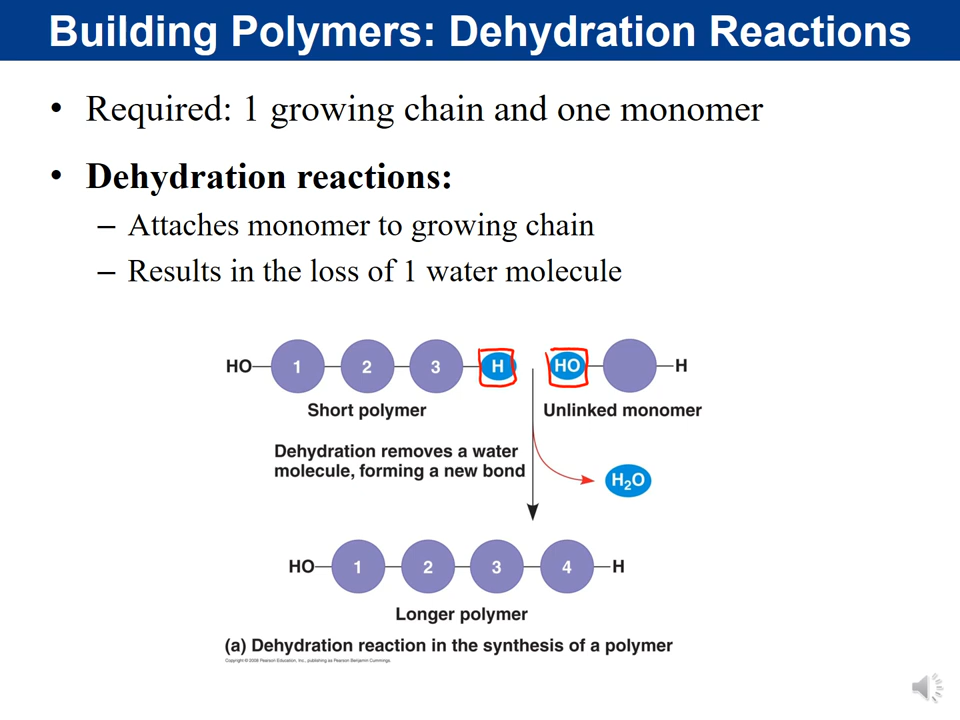 Building Polymers: Dehydration Reactions
• Required: 1 growing chain and one monomer
• Dehydration reactions:
– Attaches monomer to growing chain
– Results in the loss of 1 water molecule
HO 1 2 3 H HO H
Short polymer Unlinked monomer
Dehydration removes a water
molecule, forming a new bond
H₂O
HO 1 2 3 4 H
Longer polymer
(a) Dehydration reaction in the synthesis of a polymer
Copyright © 2008 Pearson Education, Inc., publishing as Pearson Benjamin Cummings.